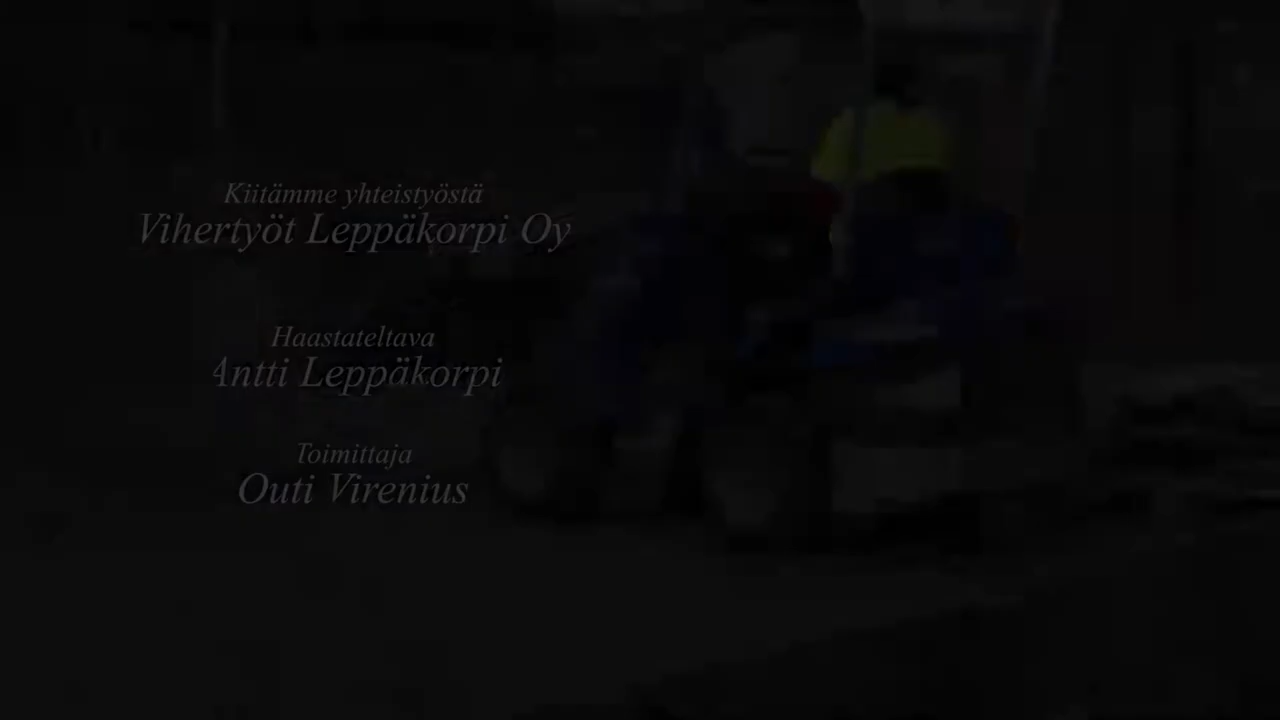 Kiitämme yhteistyöstä
Vihertyöt Leppäkorpi Oy
Haastateltava
Antti Leppäkorpi
Toimittaja
Outi Virenius